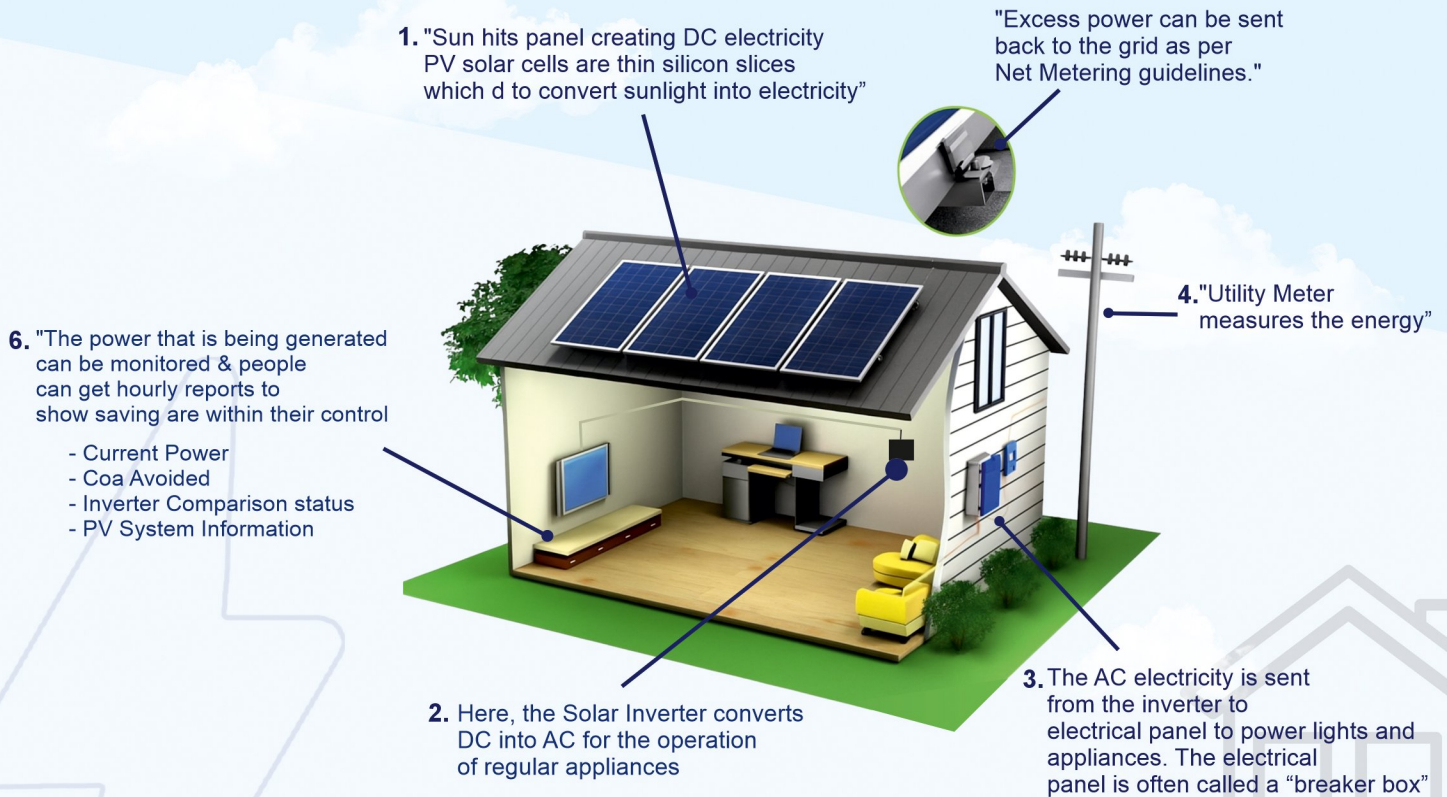 1. "Sun hits panel creating DC electricity
PV solar cells are thin silicon slices
which d to convert sunlight into electricity”
"Excess power can be sent
back to the grid as per
Net Metering guidelines."
4."Utility Meter
measures the energy”
6. "The power that is being generated
can be monitored & people
can get hourly reports to
show saving are within their control
- Current Power
- Coa Avoided
- Inverter Comparison status
- PV System Information
2. Here, the Solar Inverter converts
DC into AC for the operation
of regular appliances
3. The AC electricity is sent
from the inverter to
electrical panel to power lights and
appliances. The electrical
panel is often called a “breaker box”